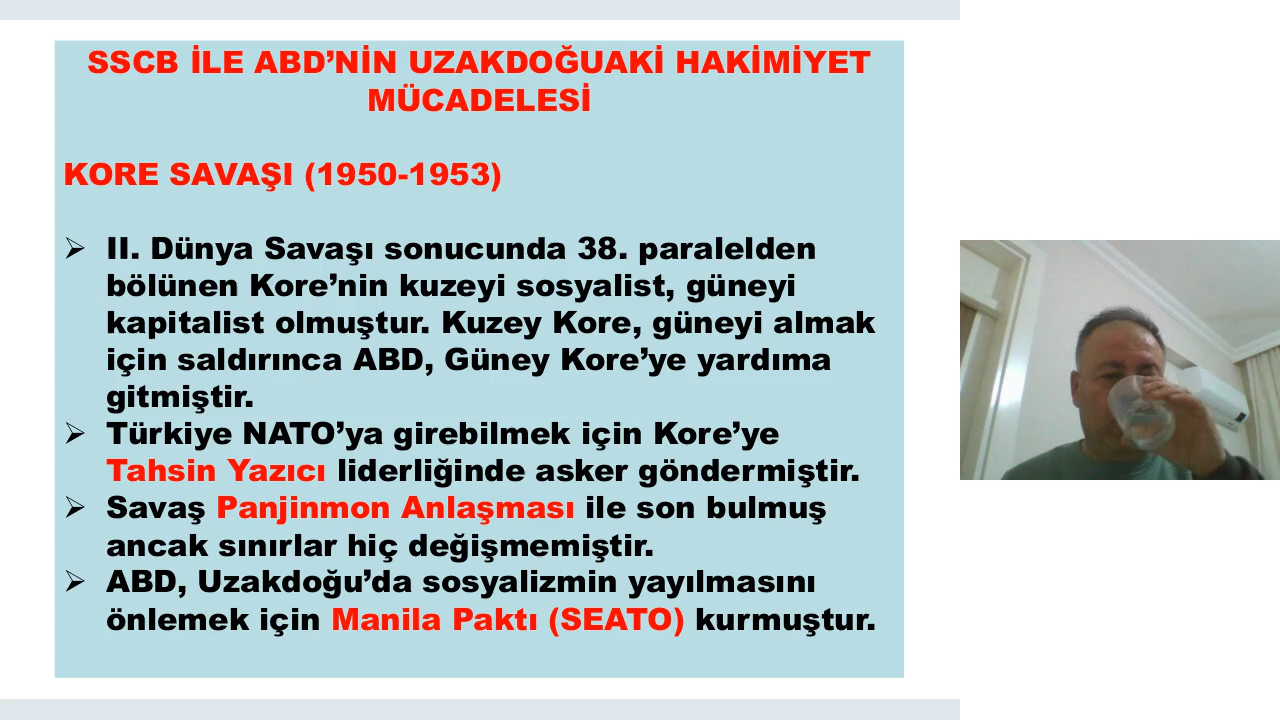 SSCB İLE ABD’NİN UZAKDOĞUAKİ HAKİMİYET
MÜCADELESİ
KORE SAVAŞI (1950-1953)
➢ II. Dünya Savaşı sonucunda 38. paralelden
bölünen Kore’nin kuzeyi sosyalist, güneyi
kapitalist olmuştur. Kuzey Kore, güneyi almak
için saldırınca ABD, Güney Kore’ye yardıma
gitmiştir.
➢ Türkiye NATO’ya girebilmek için Kore’ye
Tahsin Yazıcı liderliğinde asker göndermiştir.
➢ Savaş Panjinmon Anlaşması ile son bulmuş
ancak sınırlar hiç değişmemiştir.
➢ ABD, Uzakdoğu’da sosyalizmin yayılmasını
önlemek için Manila Paktı (SEATO) kurmuştur.